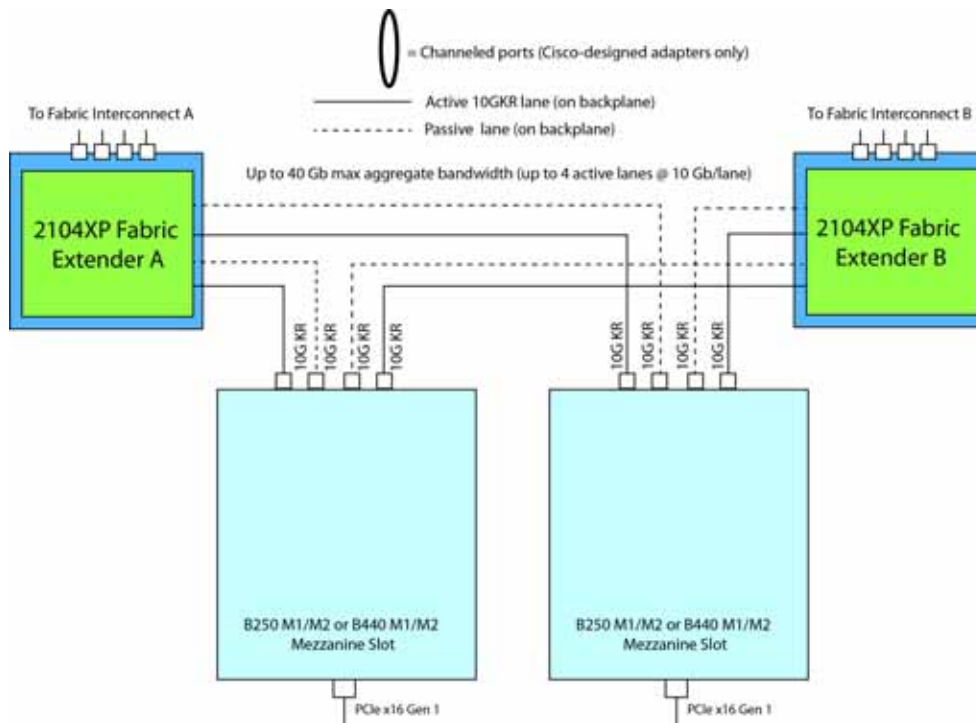 = Channeled ports (Cisco-designed adapters only)
Active 10GKR lane (on backplane)
Passive lane (on backplane)
To Fabric Interconnect A
To Fabric Interconnect B
Up to 40 Gb max aggregate bandwidth (up to 4 active lanes @ 10 Gb/lane)
2104XP Fabric
Extender A
2104XP Fabric
Extender B
10G KR
10G KR
10G KR
10G KR
10G KR
10G KR
10G KR
10G KR
B250 M1/M2 or B440 M1/M2
Mezzanine Slot
B250 M1/M2 or B440 M1/M2
Mezzanine Slot
PCIe x16 Gen 1
PCIe x16 Gen 1